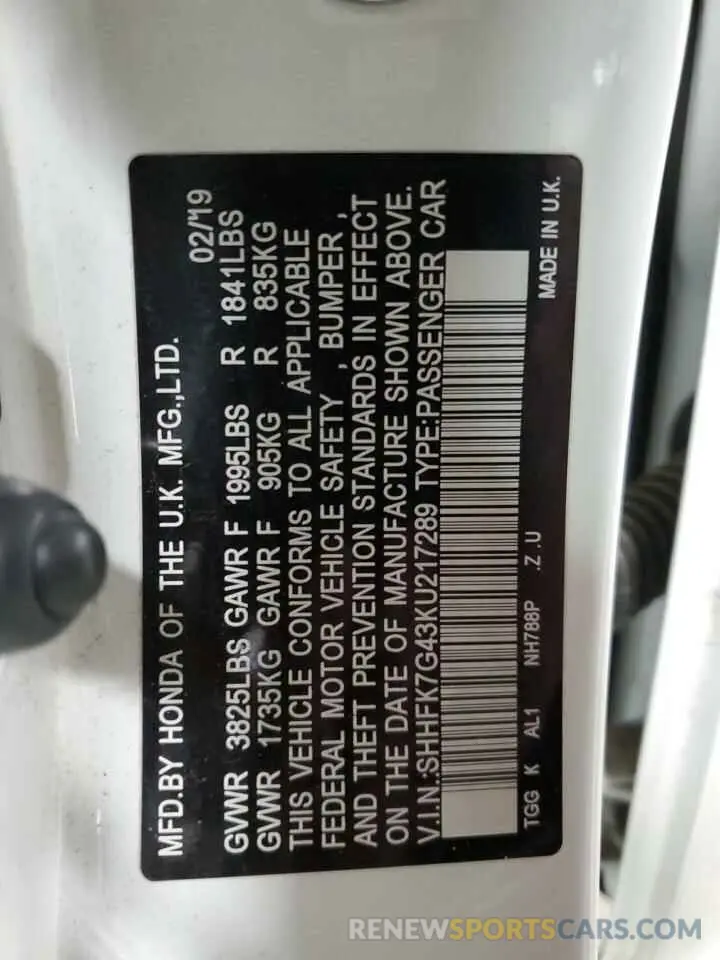 MFD.BY HONDA OF THE U.K. MFG.,LTD.
02/'19
GVWR 3825LBS GAWR F 1995LBS R 1841LBS
GVWR 1735KG GAWR F 905KG R 835KG
THIS VEHICLE CONFORMS TO ALL APPLICABLE
FEDERAL MOTOR VEHICLE SAFETY , BUMPER ,
AND THEFT PREVENTION STANDARDS IN EFFECT
ON THE DATE OF MANUFACTURE SHOWN ABOVE.
V.I.N.:SHHFK7G43KU217289 TYPE:PASSENGER CAR
TGG K AL1 NH788P .Z .U
MADE IN U.K.
RENEWSPORTSCARS.COM